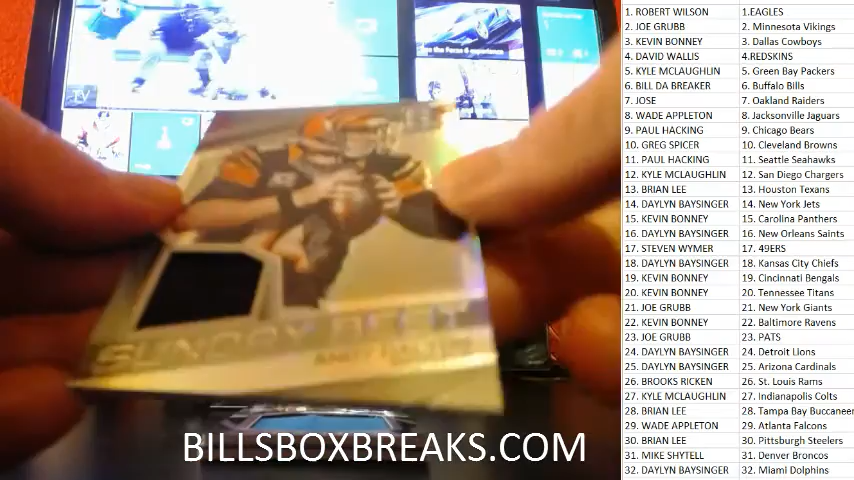 1. ROBERT WILSON 1.EAGLES
2. JOE GRUBB 2. Minnesota Vikings
3. KEVIN BONNEY 3. Dallas Cowboys
4. DAVID WALLIS 4.REDSKINS
5. KYLE MCLAUGHLIN 5. Green Bay Packers
6. BILL DA BREAKER 6. Buffalo Bills
7. JOSE 7. Oakland Raiders
8. WADE APPLETON 8. Jacksonville Jaguars
9. PAUL HACKING 9. Chicago Bears
10. GREG SPICER 10. Cleveland Browns
11. PAUL HACKING 11. Seattle Seahawks
12. KYLE MCLAUGHLIN 12. San Diego Chargers
13. BRIAN LEE 13. Houston Texans
14. DAYLYN BAYSINGER 14. New York Jets
15. KEVIN BONNEY 15. Carolina Panthers
16. DAYLYN BAYSINGER 16. New Orleans Saints
17. STEVEN WYMER 17. 49ERS
18. DAYLYN BAYSINGER 18. Kansas City Chiefs
19. KEVIN BONNEY 19. Cincinnati Bengals
20. KEVIN BONNEY 20. Tennessee Titans
21. JOE GRUBB 21. New York Giants
22. KEVIN BONNEY 22. Baltimore Ravens
23. JOE GRUBB 23. PATS
24. DAYLYN BAYSINGER 24. Detroit Lions
25. DAYLYN BAYSINGER 25. Arizona Cardinals
26. BROOKS RICKEN 26. St. Louis Rams
27. KYLE MCLAUGHLIN 27. Indianapolis Colts
28. BRIAN LEE 28. Tampa Bay Buccaneer
29. WADE APPLETON 29. Atlanta Falcons
30. BRIAN LEE 30. Pittsburgh Steelers
31. MIKE SHYTELL 31. Denver Broncos
32. DAYLYN BAYSINGER 32. Miami Dolphins
TV
the Forza 6 experience
SUNDAY BEST
ANDY
BILLSBOXBREAKS.COM